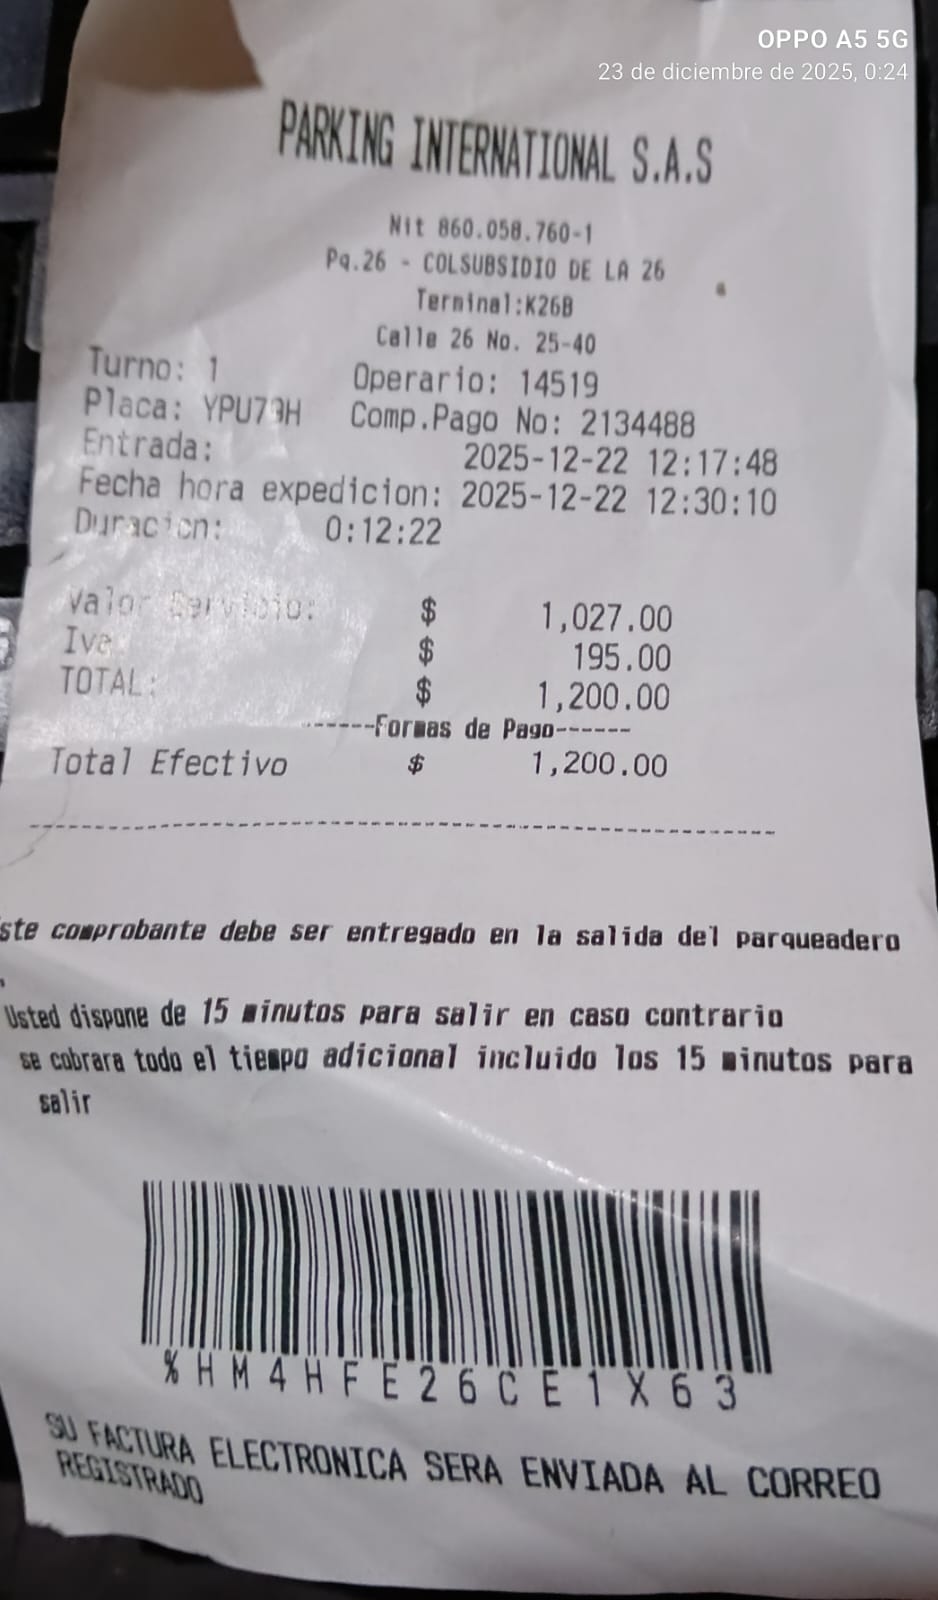 OPPO A5 5G
23 de diciembre de 2025, 0:24
PARKING INTERNATIONAL S.A.S
Nit 860.058.760-1
Pq.26 - COLSUBSIDIO DE LA 26
Terminal:K26B
Calle 26 No. 25-40
Turno: 1 Operario: 14519
Placa: YPU79H Comp.Pago No: 2134488
Entrada: 2025-12-22 12:17:48
Fecha hora expedicion: 2025-12-22 12:30:10
Duracion: 0:12:22
Valor Servicio: $ 1,027.00
Iva $ 195.00
TOTAL: $ 1,200.00
------Formas de Pago------
Total Efectivo $ 1,200.00
ste comprobante debe ser entregado en la salida del parqueadero
.
Usted dispone de 15 minutos para salir en caso contrario
se cobrara todo el tiempo adicional incluido los 15 minutos para
salir
%HM4HFE26CE1X63
SU FACTURA ELECTRONICA SERA ENVIADA AL CORREO
REGISTRADO